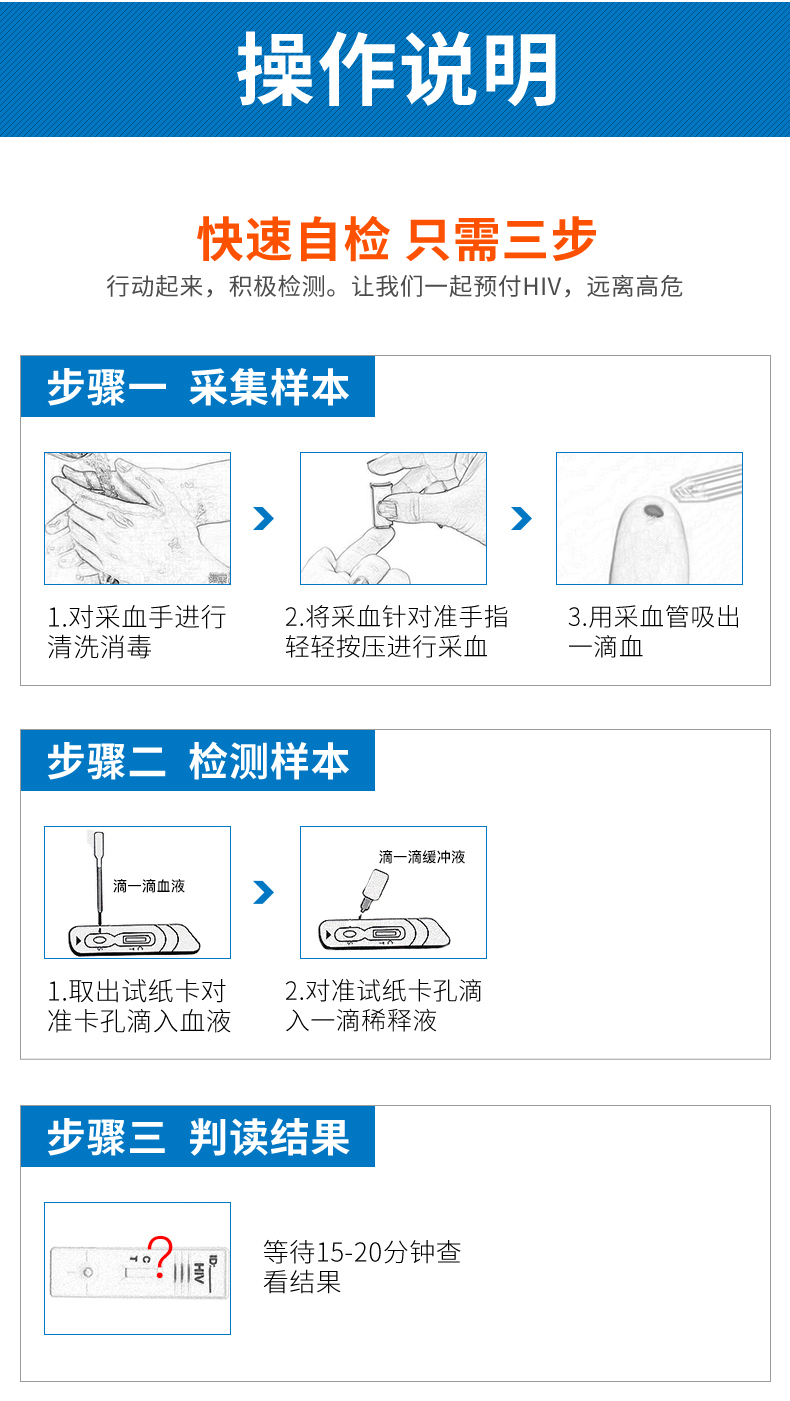 操作说明
快速自检 只需三步
行动起来，积极检测。让我们一起预付HIV，远离高危
步骤一 采集样本
1.对采血手进行
清洗消毒
2.将采血针对准手指
轻轻按压进行采血
3.用采血管吸出
一滴血
步骤二 检测样本
滴一滴血液
滴一滴缓冲液
1.取出试纸卡对
准卡孔滴入血液
2.对准试纸卡孔滴
入一滴稀释液
步骤三 判读结果
C
T
?
ID:
HIV
等待15-20分钟查
看结果